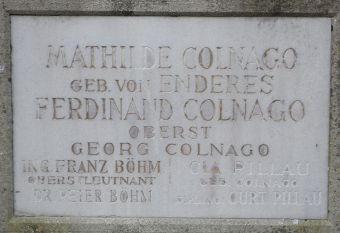 MATHILDE COLNAGO
GEB. VON ENDERES
FERDINAND COLNAGO
OBERST
GEORG COLNAGO
ING. FRANZ BÖHM
OBERSTLEUTNANT
DR PETER BÖHM
PILLAU
GEB. COLNAGO
CURT PILLAU